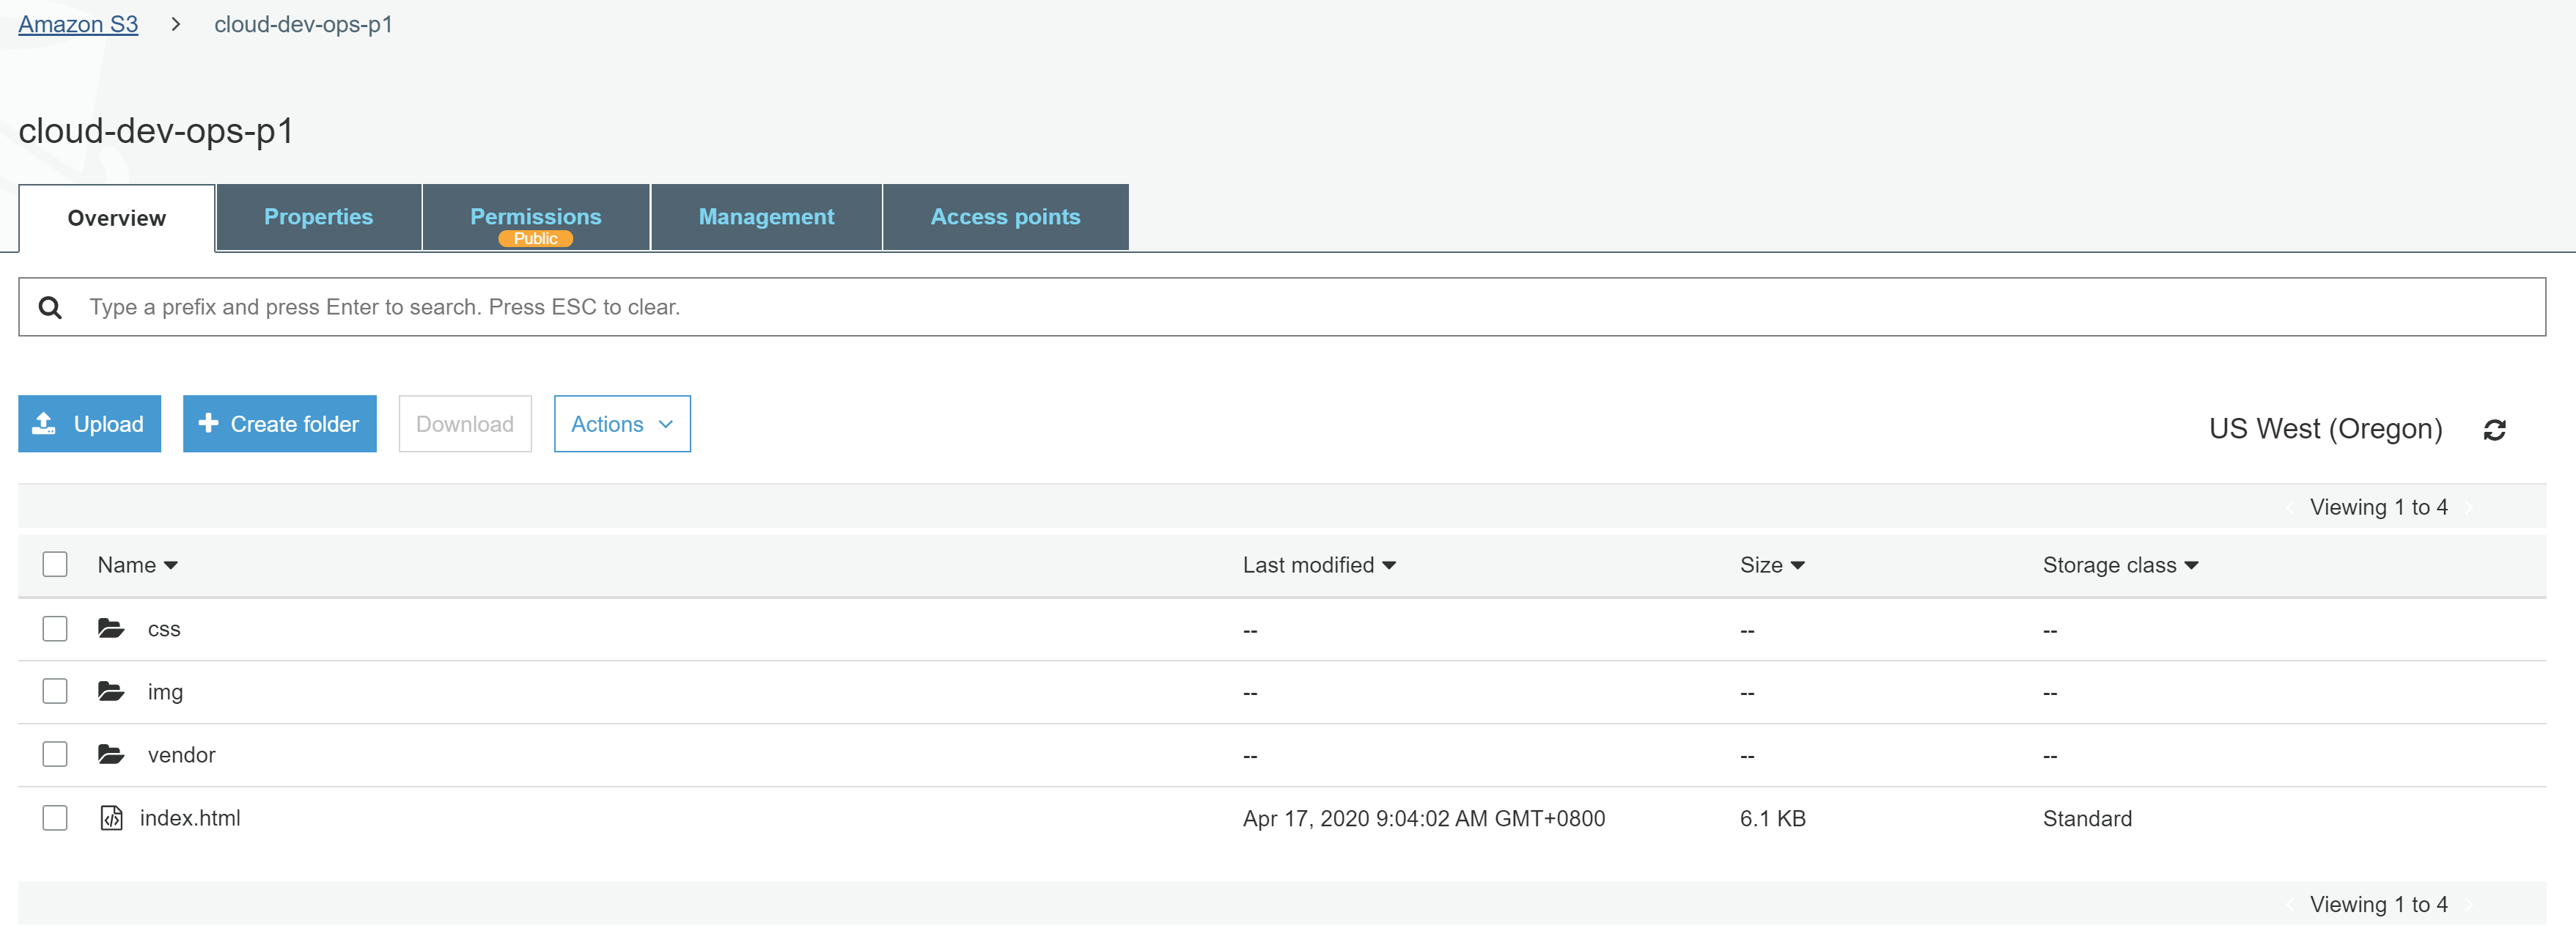 Amazon S3 > cloud-dev-ops-p1
cloud-dev-ops-p1
Overview Properties Permissions Management Access points
Public
Type a prefix and press Enter to search. Press ESC to clear.
Upload Create folder Download Actions US West (Oregon)
Viewing 1 to 4
Name Last modified Size Storage class
css -- -- --
img -- -- --
vendor -- -- --
index.html Apr 17, 2020 9:04:02 AM GMT+0800 6.1 KB Standard
Viewing 1 to 4